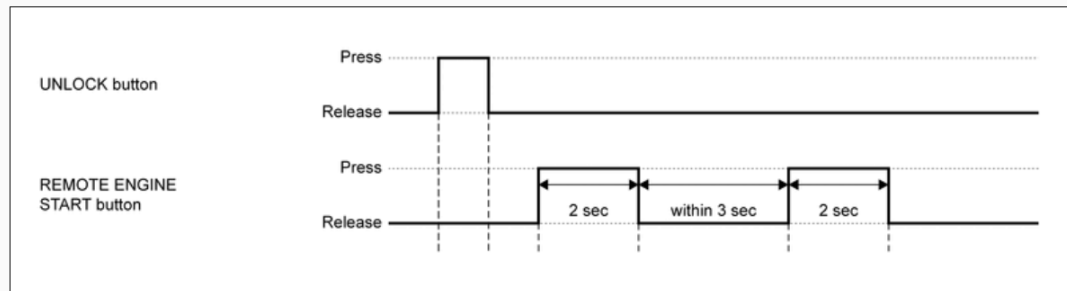 Press
UNLOCK button
Release
Press
REMOTE ENGINE
START button
2 sec within 3 sec 2 sec
Release